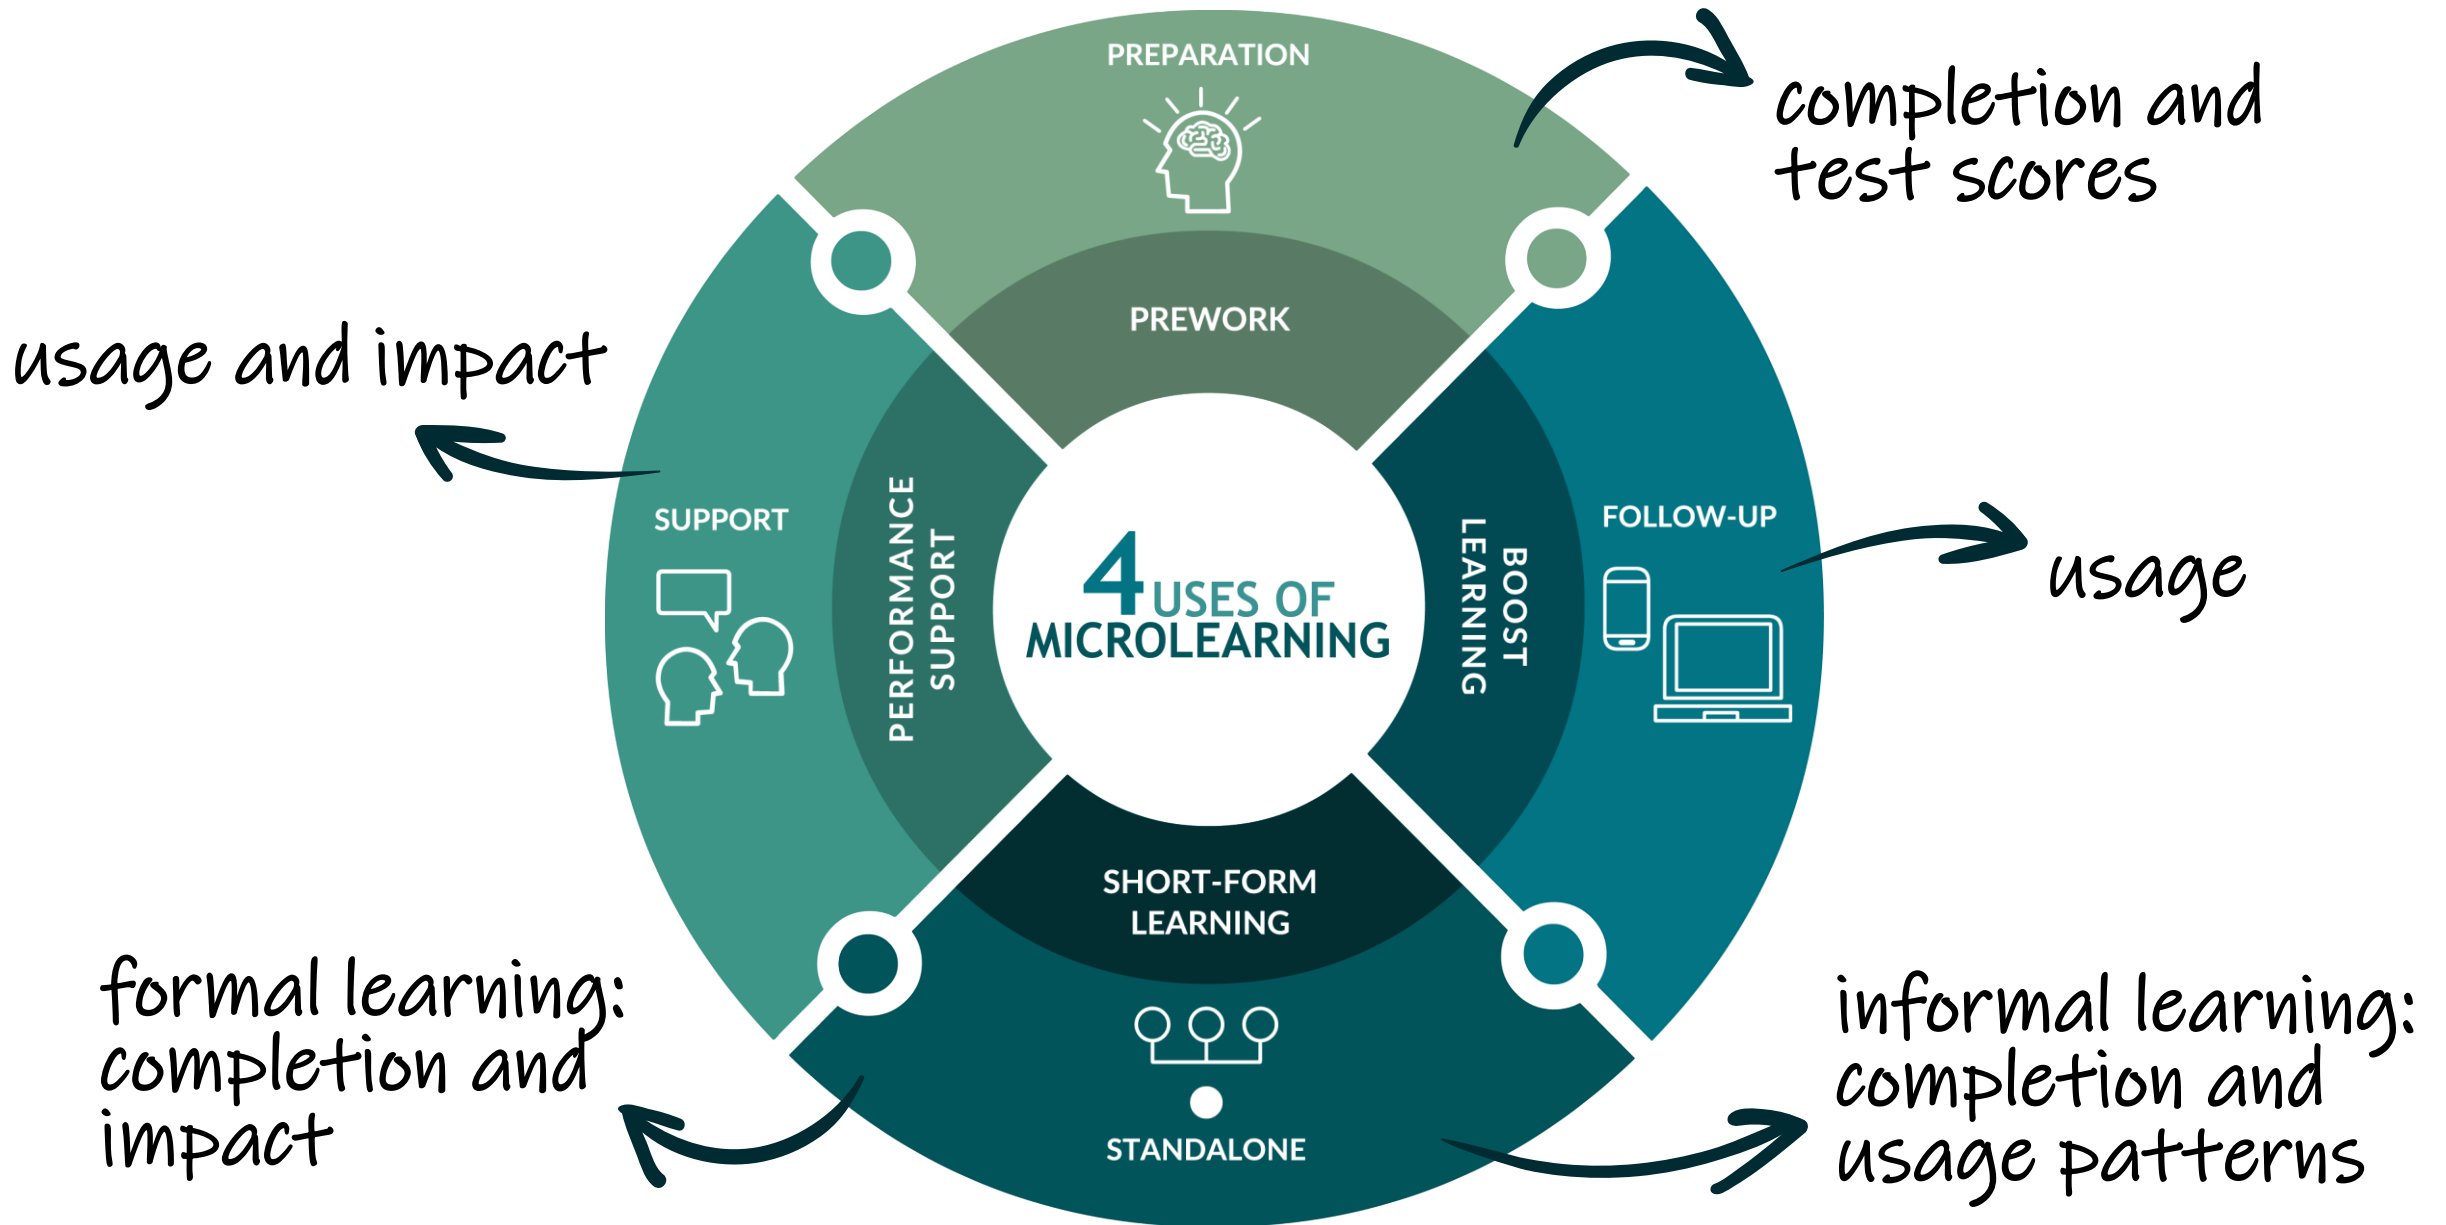 PREPARATION
completion and
test scores
PREWORK
usage and impact
SUPPORT
PERFORMANCE
SUPPORT
4 USES OF
MICROLEARNING
BOOST
LEARNING
FOLLOW-UP
usage
SHORT-FORM
LEARNING
STANDALONE
formal learning:
completion and
impact
informal learning:
completion and
usage patterns